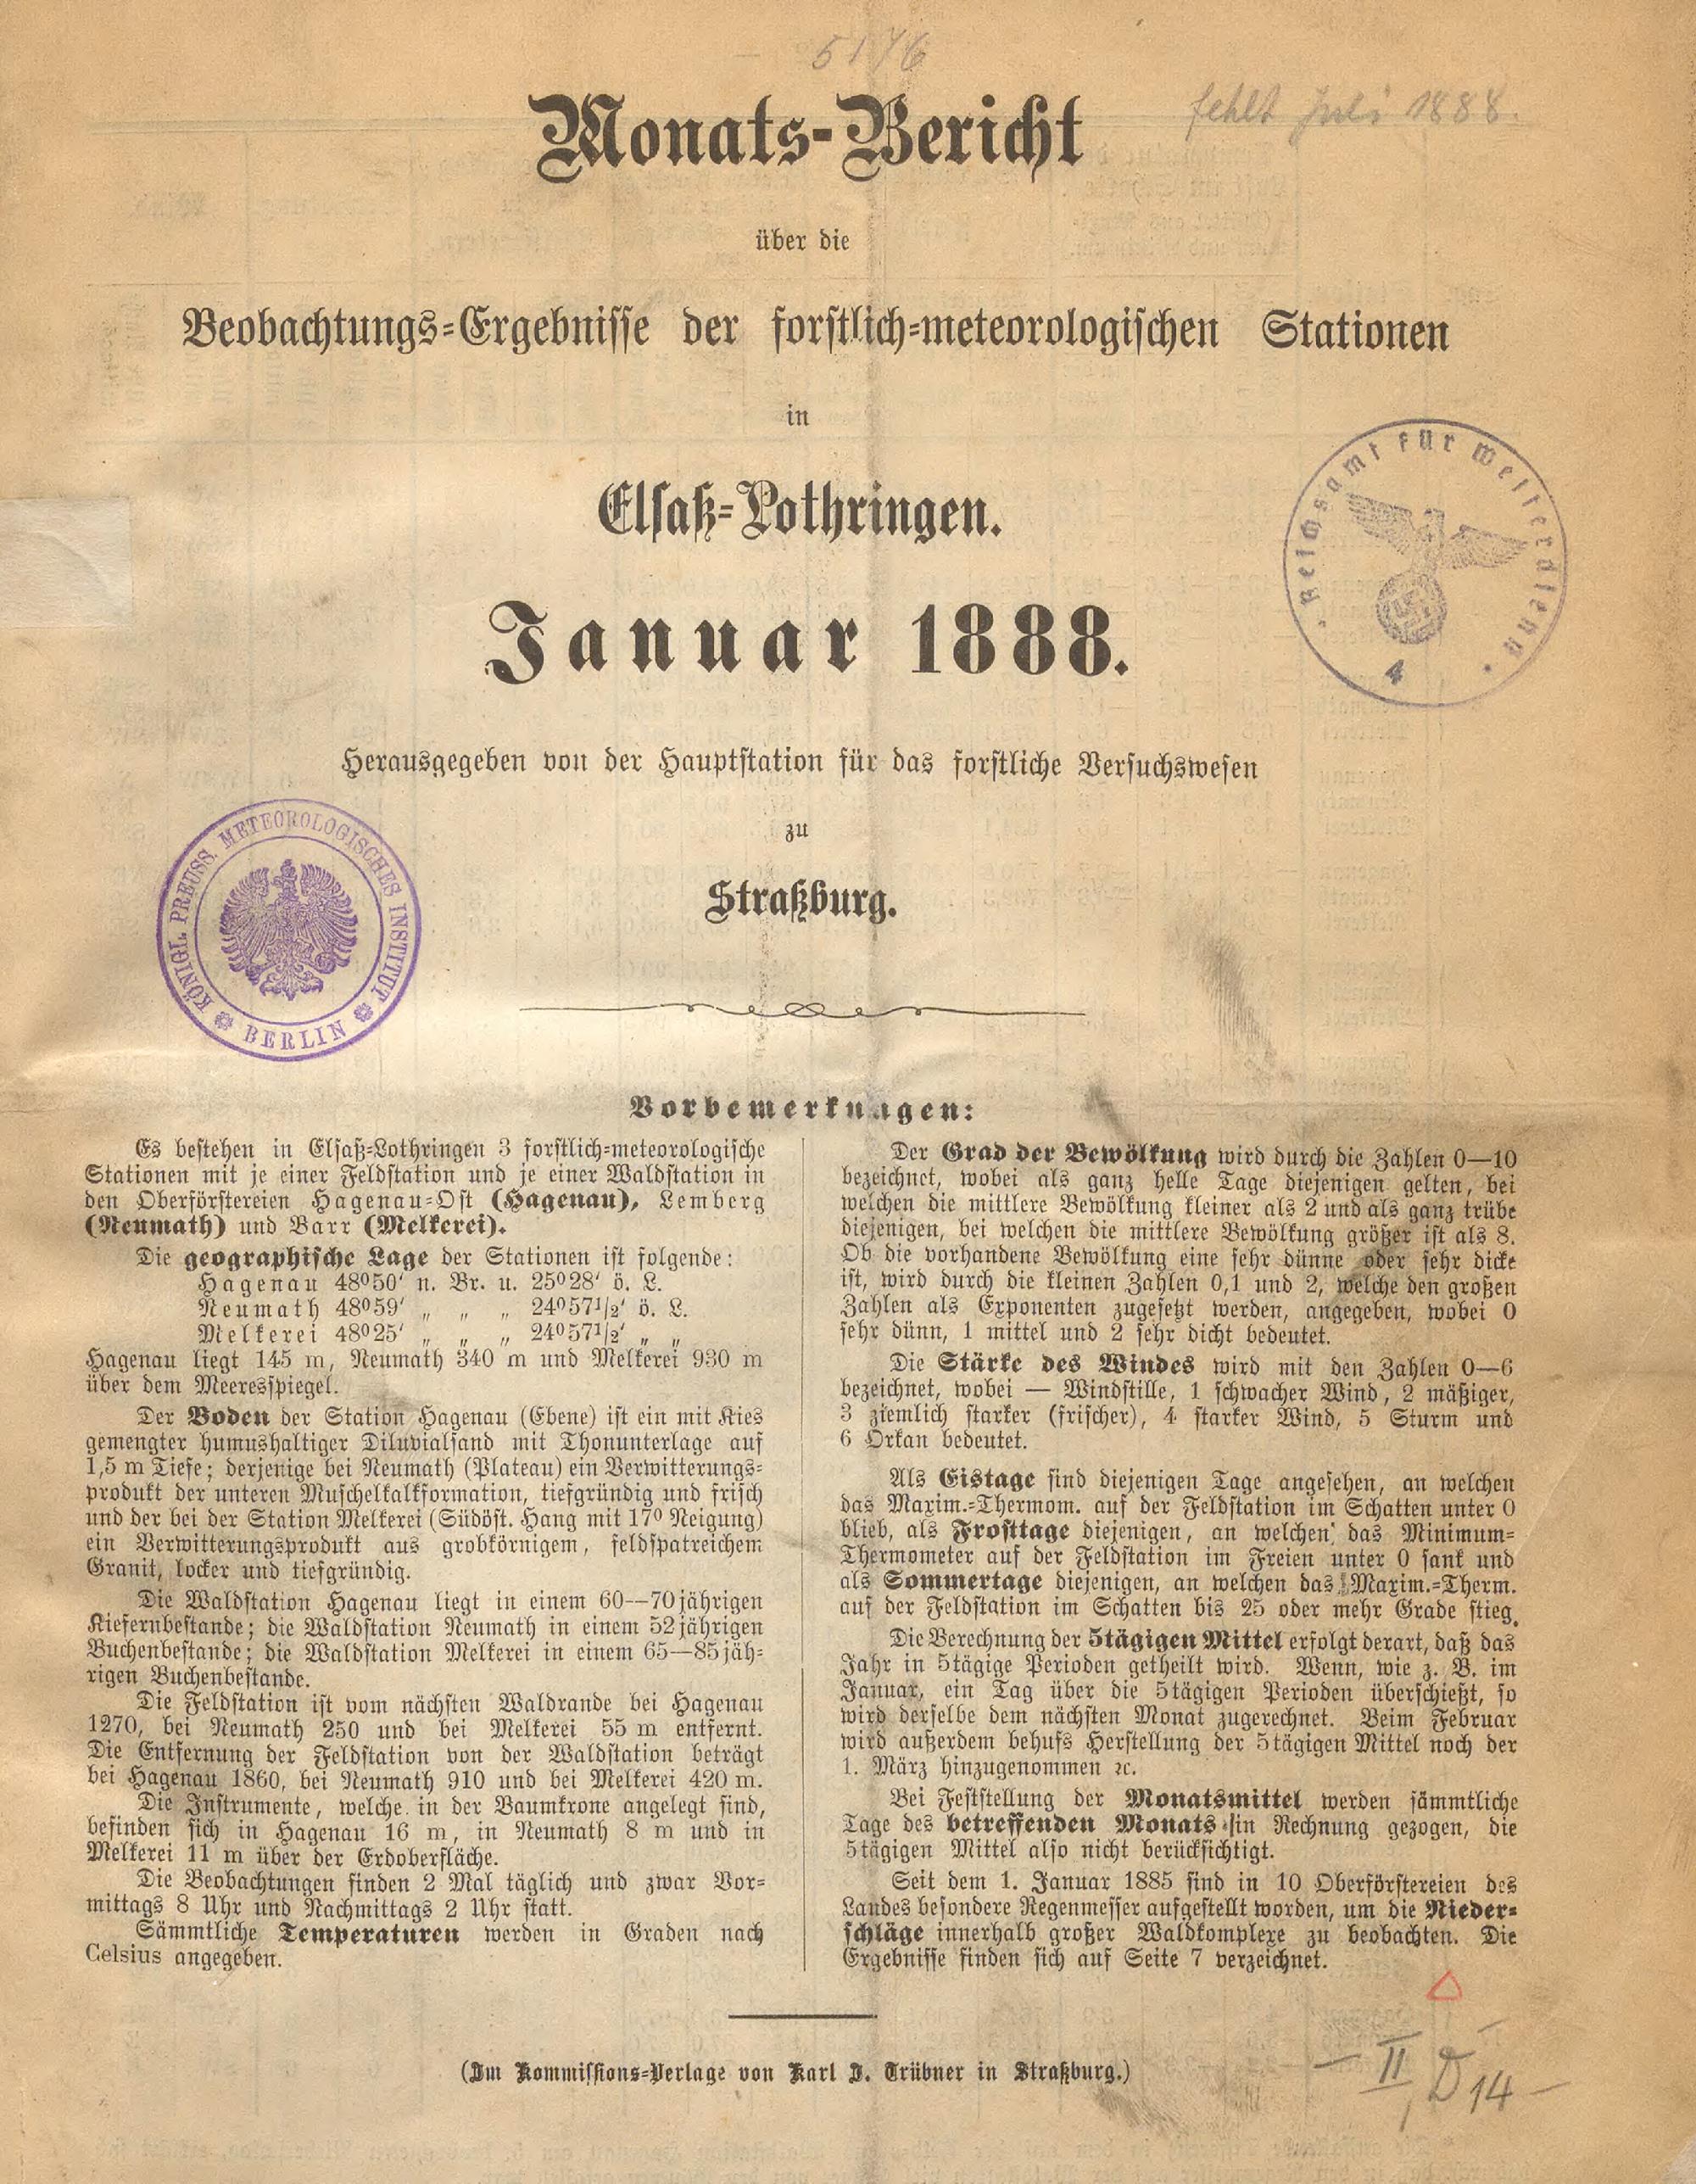 5176
fehlt Juli 1888.
Monats-Bericht
über die
Beobachtungs-Ergebnisse der forstlich-meteorologischen Stationen
in
Elsaß-Lothringen.
Reichsamt für Wetterdienst
4
Januar 1888.
Herausgegeben von der Hauptstation für das forstliche Versuchswesen
zu
Straßburg.
KÖNIGL. PREUSS. METEOROLOGISCHES INSTITUT
BERLIN
Vorbemerkungen:
Es bestehen in Elsaß-Lothringen 3 forstlich-meteorologische
Stationen mit je einer Feldstation und je einer Waldstation in
den Oberförstereien Hagenau-Ost (Hagenau), Lemberg
(Neumath) und Barr (Melkerei).
Die geographische Lage der Stationen ist folgende:
Hagenau 48°50′ n. Br. u. 25°28′ ö. L.
Neumath 48°59′ „ „ „ 24°57½′ ö. L.
Melkerei 48°25′ „ „ „ 24°57½′ „ „
Hagenau liegt 145 m, Neumath 340 m und Melkerei 930 m
über dem Meeresspiegel.
Der Boden der Station Hagenau (Ebene) ist ein mit Kies
gemengter humushaltiger Diluvialsand mit Thonunterlage auf
1,5 m Tiefe; derjenige bei Neumath (Plateau) ein Verwitterungs-
produkt der unteren Muschelkalkformation, tiefgründig und frisch
und der bei der Station Melkerei (Südöst. Hang mit 17° Neigung)
ein Verwitterungsprodukt aus grobkörnigem, feldspatreichem
Granit, locker und tiefgründig.
Die Waldstation Hagenau liegt in einem 60—70jährigen
Kiefernbestande; die Waldstation Neumath in einem 52jährigen
Buchenbestande; die Waldstation Melkerei in einem 65—85jäh-
rigen Buchenbestande.
Die Feldstation ist vom nächsten Waldrande bei Hagenau
1270, bei Neumath 250 und bei Melkerei 55 m entfernt.
Die Entfernung der Feldstation von der Waldstation beträgt
bei Hagenau 1860, bei Neumath 910 und bei Melkerei 420 m.
Die Instrumente, welche in der Baumkrone angelegt sind,
befinden sich in Hagenau 16 m, in Neumath 8 m und in
Melkerei 11 m über der Erdoberfläche.
Die Beobachtungen finden 2 Mal täglich und zwar Vor-
mittags 8 Uhr und Nachmittags 2 Uhr statt.
Sämmtliche Temperaturen werden in Graden nach
Celsius angegeben.
Der Grad der Bewölkung wird durch die Zahlen 0—10
bezeichnet, wobei als ganz helle Tage diejenigen gelten, bei
welchen die mittlere Bewölkung kleiner als 2 und als ganz trübe
diejenigen, bei welchen die mittlere Bewölkung größer ist als 8.
Ob die vorhandene Bewölkung eine sehr dünne oder sehr dicke
ist, wird durch die kleinen Zahlen 0,1 und 2, welche den großen
Zahlen als Exponenten zugesetzt werden, angegeben, wobei 0
sehr dünn, 1 mittel und 2 sehr dicht bedeutet.
Die Stärke des Windes wird mit den Zahlen 0—6
bezeichnet, wobei — Windstille, 1 schwacher Wind, 2 mäßiger,
3 ziemlich starker (frischer), 4 starker Wind, 5 Sturm und
6 Orkan bedeutet.
Als Eistage sind diejenigen Tage angesehen, an welchen
das Maxim.-Thermom. auf der Feldstation im Schatten unter 0
blieb, als Frosttage diejenigen, an welchen das Minimum-
Thermometer auf der Feldstation im Freien unter 0 sank und
als Sommertage diejenigen, an welchen das Maxim.-Therm.
auf der Feldstation im Schatten bis 25 oder mehr Grade stieg.
Die Berechnung der 5tägigen Mittel erfolgt derart, daß das
Jahr in 5tägige Perioden getheilt wird. Wenn, wie z. B. im
Januar, ein Tag über die 5tägigen Perioden überschießt, so
wird derselbe dem nächsten Monat zugerechnet. Beim Februar
wird außerdem behufs Herstellung der 5tägigen Mittel noch der
1. März hinzugenommen ꝛc.
Bei Feststellung der Monatsmittel werden sämmtliche
Tage des betreffenden Monats in Rechnung gezogen, die
5tägigen Mittel also nicht berücksichtigt.
Seit dem 1. Januar 1885 sind in 10 Oberförstereien des
Landes besondere Regenmesser aufgestellt worden, um die Nieder-
schläge innerhalb großer Waldkomplexe zu beobachten. Die
Ergebnisse finden sich auf Seite 7 verzeichnet.
(Im Kommissions-Verlage von Karl J. Trübner in Straßburg.)
— II, D 14 —